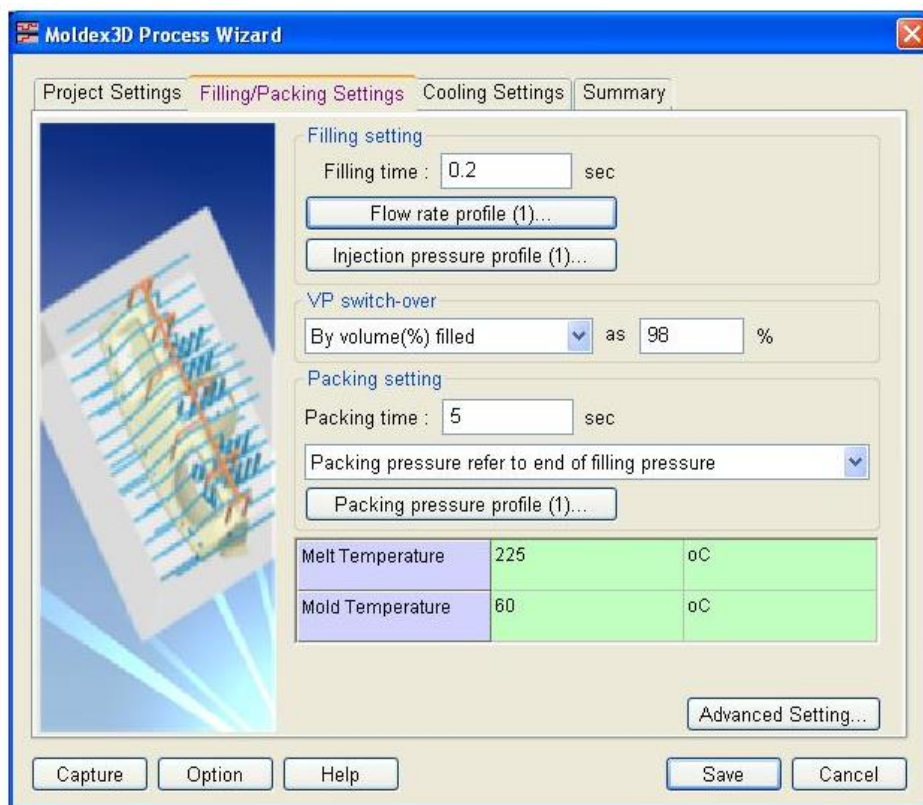 Moldex3D Process Wizard
Project Settings Filling/Packing Settings Cooling Settings Summary
Filling setting
Filling time : 0.2 sec
Flow rate profile (1)...
Injection pressure profile (1)...
VP switch-over
By volume(%) filled as 98 %
Packing setting
Packing time : 5 sec
Packing pressure refer to end of filling pressure
Packing pressure profile (1)...
Melt Temperature 225 oC
Mold Temperature 60 oC
Advanced Setting...
Capture Option Help Save Cancel